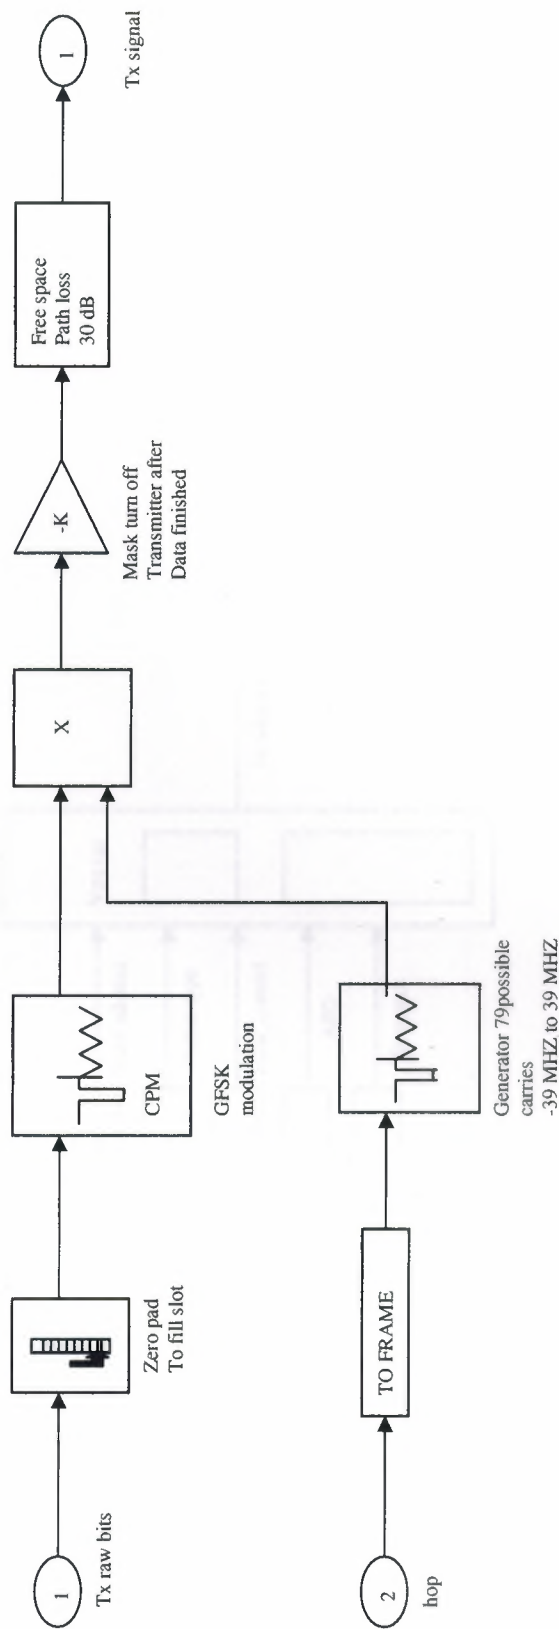 1
Tx raw bits
Zero pad
To fill slot
CPM
GFSK
modulation
X
-K
Mask turn off
Transmitter after
Data finished
Free space
Path loss
30 dB
1
Tx signal
2
hop
TO FRAME
Generator 79possible
carries
-39 MHZ to 39 MHZ